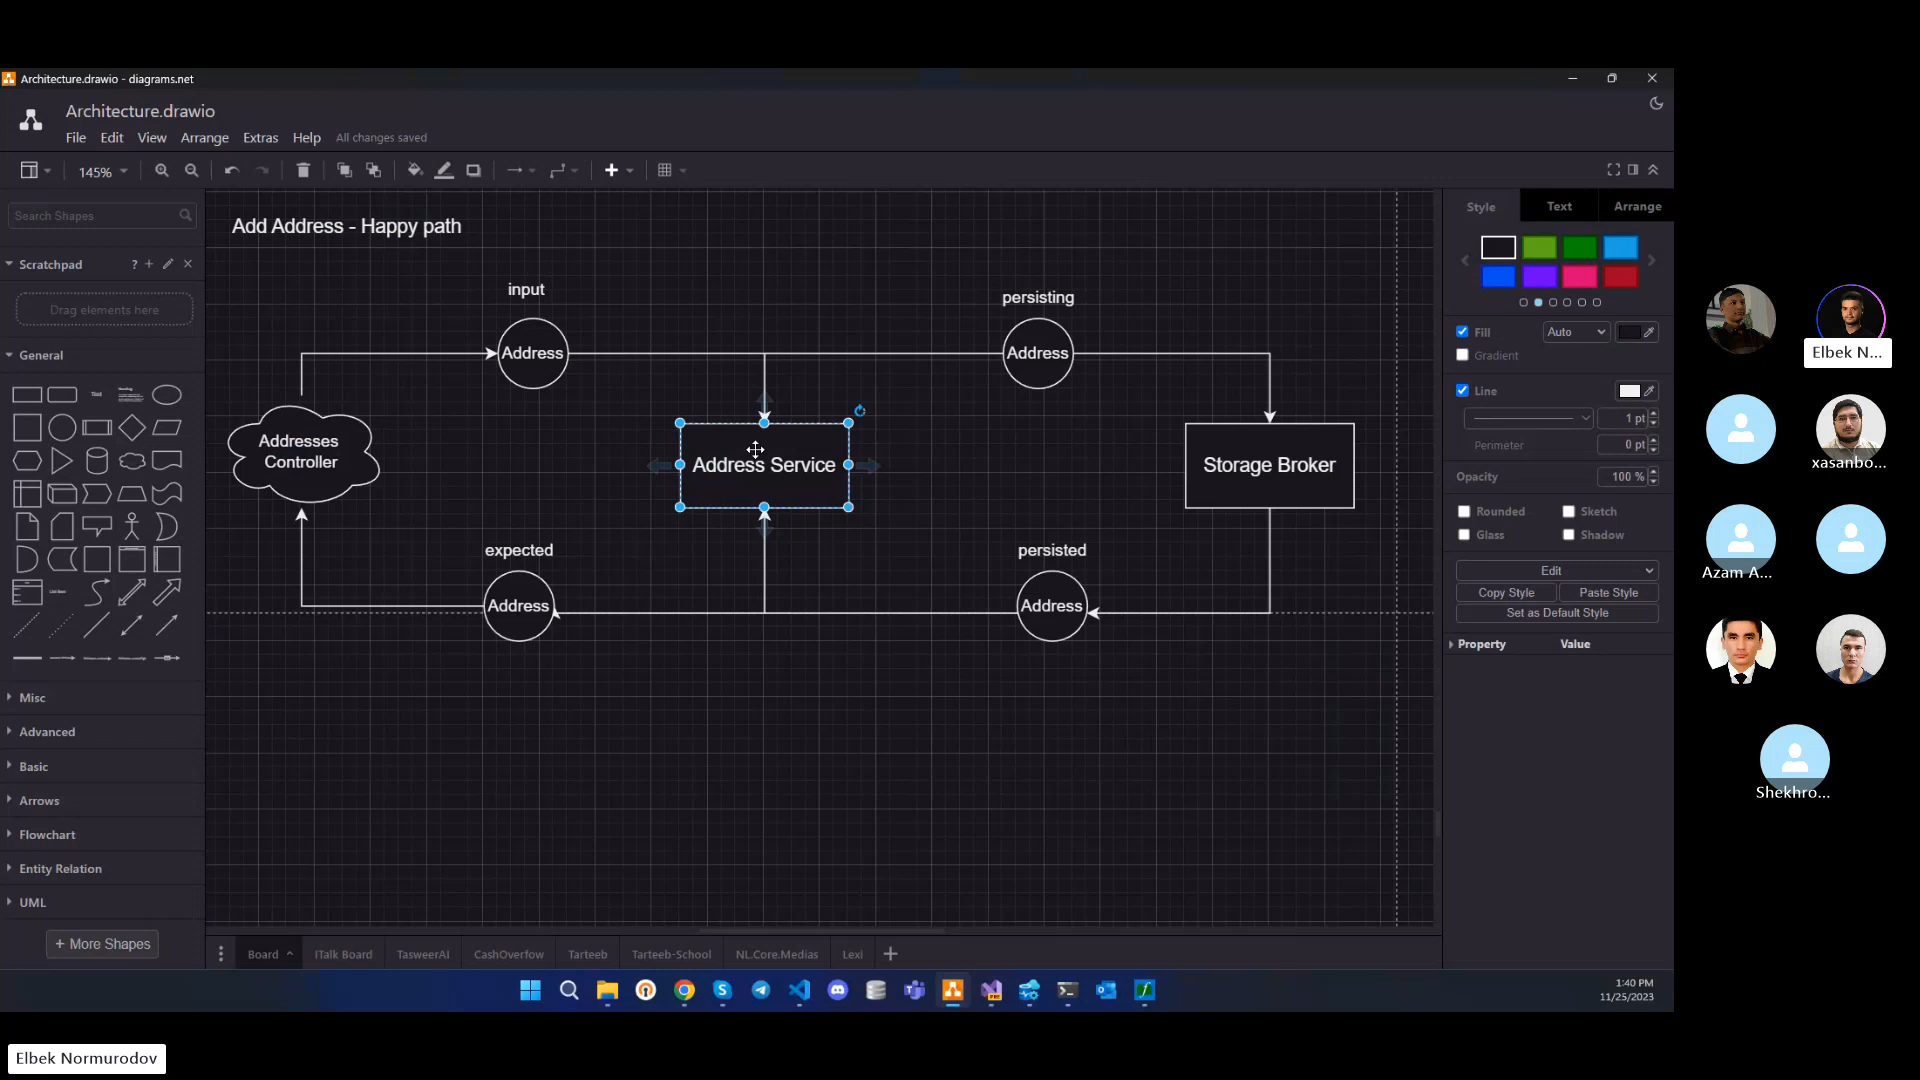 Architecture.drawio - diagrams.net
Architecture.drawio
File Edit View Arrange Extras Help All changes saved
145%
Search Shapes
Scratchpad ? +
Drag elements here
General
Text
Heading
List Item
Misc
Advanced
Basic
Arrows
Flowchart
Entity Relation
UML
+ More Shapes
Add Address - Happy path
input
Address
persisting
Address
Addresses
Controller
Address Service
Storage Broker
expected
Address
persisted
Address
Style Text Arrange
Fill Auto
Gradient
Line
1 pt
Perimeter 0 pt
Opacity 100 %
Rounded Sketch
Glass Shadow
Edit
Copy Style Paste Style
Set as Default Style
Property Value
Board ITalk Board TasweerAI CashOverfow Tarteeb Tarteeb-School NL.Core.Medias Lexi
1:40 PM
11/25/2023
Elbek N...
xasanbo...
Azam A...
Shekhro...
Elbek Normurodov